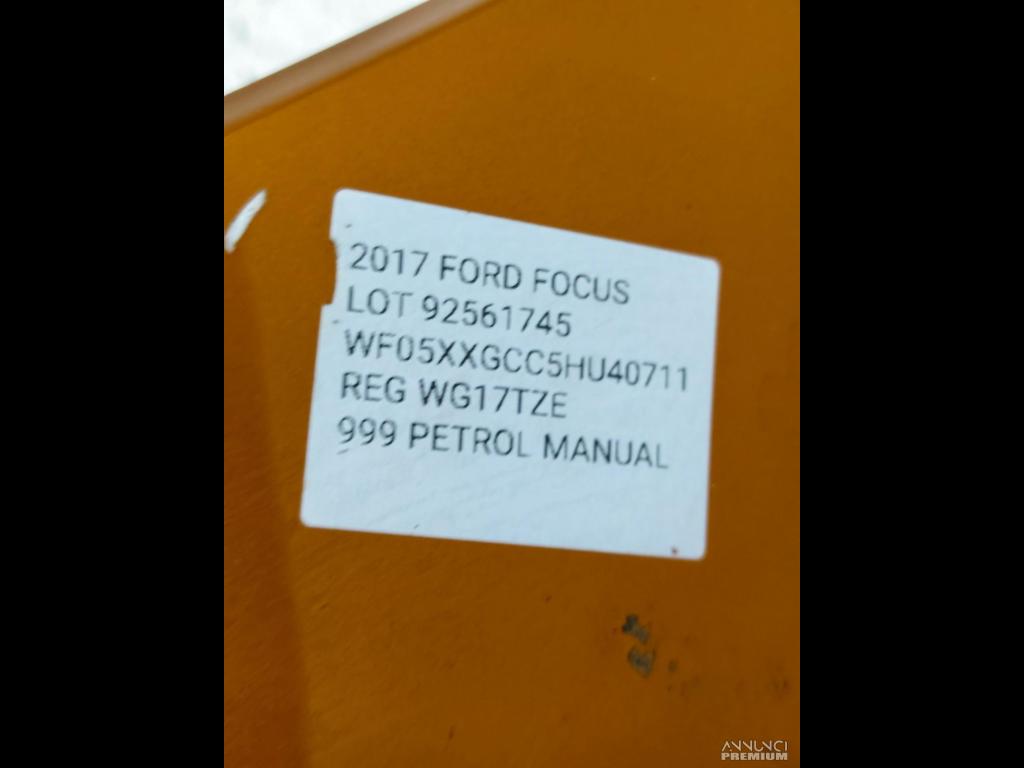 2017 FORD FOCUS
LOT 92561745
WF05XXGCC5HU40711
REG WG17TZE
999 PETROL MANUAL
ANNUNCI
PREMIUM